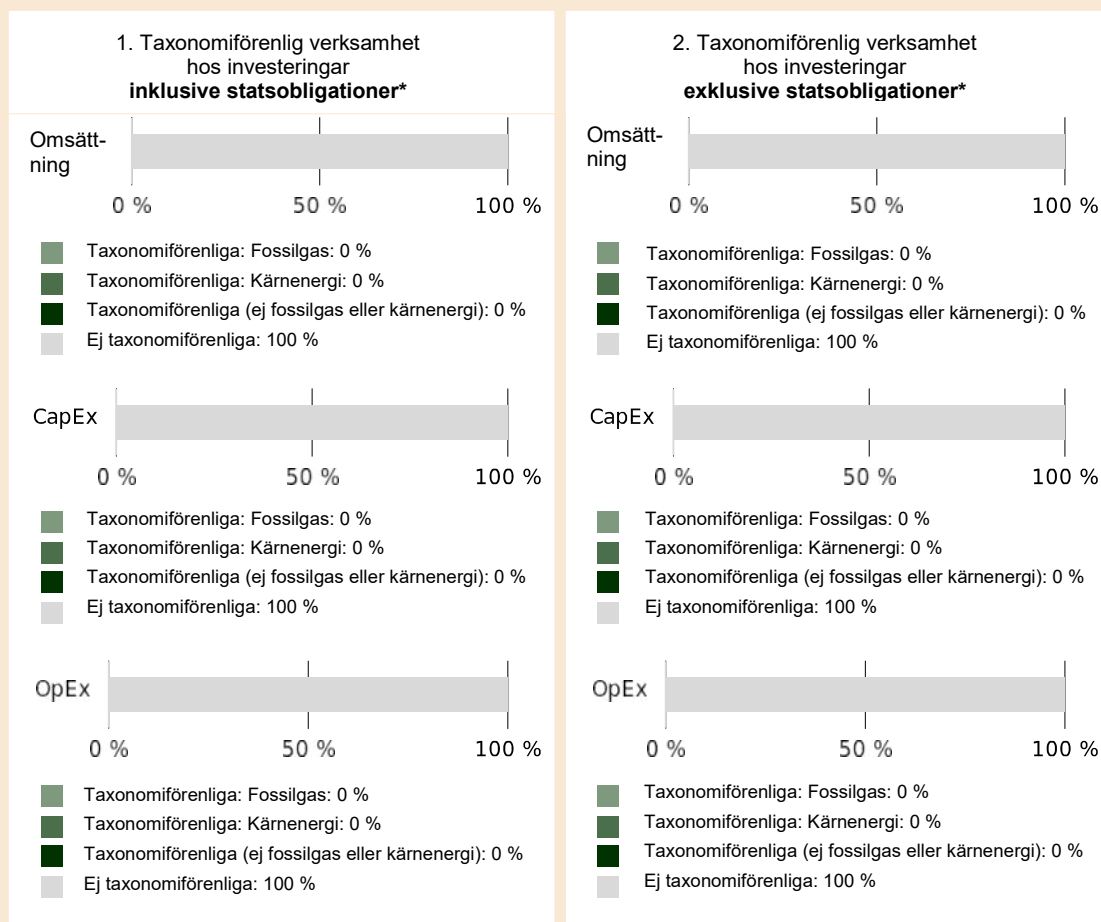 1. Taxonomiförenlig verksamhet
hos investeringar
inklusive statsobligationer*
Omsätt-
ning
0 % 50 % 100 %
Taxonomiförenliga: Fossilgas: 0 %
Taxonomiförenliga: Kärnenergi: 0 %
Taxonomiförenliga (ej fossilgas eller kärnenergi): 0 %
Ej taxonomiförenliga: 100 %
CapEx
0 % 50 % 100 %
Taxonomiförenliga: Fossilgas: 0 %
Taxonomiförenliga: Kärnenergi: 0 %
Taxonomiförenliga (ej fossilgas eller kärnenergi): 0 %
Ej taxonomiförenliga: 100 %
OpEx
0 % 50 % 100 %
Taxonomiförenliga: Fossilgas: 0 %
Taxonomiförenliga: Kärnenergi: 0 %
Taxonomiförenliga (ej fossilgas eller kärnenergi): 0 %
Ej taxonomiförenliga: 100 %
2. Taxonomiförenlig verksamhet
hos investeringar
exklusive statsobligationer*
Omsätt-
ning
0 % 50 % 100 %
Taxonomiförenliga: Fossilgas: 0 %
Taxonomiförenliga: Kärnenergi: 0 %
Taxonomiförenliga (ej fossilgas eller kärnenergi): 0 %
Ej taxonomiförenliga: 100 %
CapEx
0 % 50 % 100 %
Taxonomiförenliga: Fossilgas: 0 %
Taxonomiförenliga: Kärnenergi: 0 %
Taxonomiförenliga (ej fossilgas eller kärnenergi): 0 %
Ej taxonomiförenliga: 100 %
OpEx
0 % 50 % 100 %
Taxonomiförenliga: Fossilgas: 0 %
Taxonomiförenliga: Kärnenergi: 0 %
Taxonomiförenliga (ej fossilgas eller kärnenergi): 0 %
Ej taxonomiförenliga: 100 %